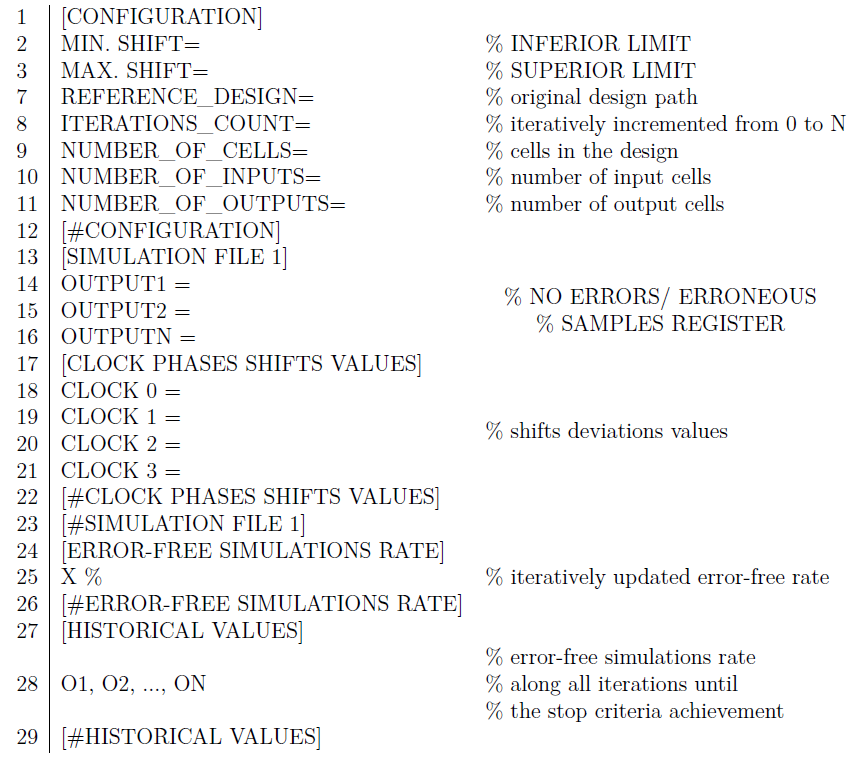 1 [CONFIGURATION]
2 MIN. SHIFT= % INFERIOR LIMIT
3 MAX. SHIFT= % SUPERIOR LIMIT
7 REFERENCE_DESIGN= % original design path
8 ITERATIONS_COUNT= % iteratively incremented from 0 to N
9 NUMBER_OF_CELLS= % cells in the design
10 NUMBER_OF_INPUTS= % number of input cells
11 NUMBER_OF_OUTPUTS= % number of output cells
12 [#CONFIGURATION]
13 [SIMULATION FILE 1]
14 OUTPUT1 =
% NO ERRORS/ ERRONEOUS
15 OUTPUT2 =
% SAMPLES REGISTER
16 OUTPUTN =
17 [CLOCK PHASES SHIFTS VALUES]
18 CLOCK 0 =
19 CLOCK 1 =
% shifts deviations values
20 CLOCK 2 =
21 CLOCK 3 =
22 [#CLOCK PHASES SHIFTS VALUES]
23 [#SIMULATION FILE 1]
24 [ERROR-FREE SIMULATIONS RATE]
25 X % % iteratively updated error-free rate
26 [#ERROR-FREE SIMULATIONS RATE]
27 [HISTORICAL VALUES]
% error-free simulations rate
28 O1, O2, ..., ON % along all iterations until
% the stop criteria achievement
29 [#HISTORICAL VALUES]